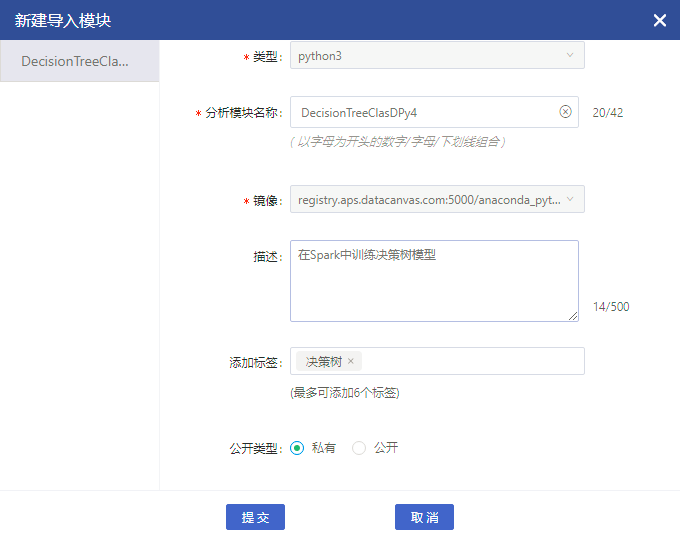 新建导入模块
DecisionTreeCla...
* 类型: python3
* 分析模块名称: DecisionTreeClasDPy4 20/42
( 以字母为开头的数字/字母/下划线组合 )
* 镜像: registry.aps.datacanvas.com:5000/anaconda_pyt...
描述: 在Spark中训练决策树模型
14/500
添加标签: 决策树 ×
(最多可添加6个标签)
公开类型: 私有 公开
提交 取消